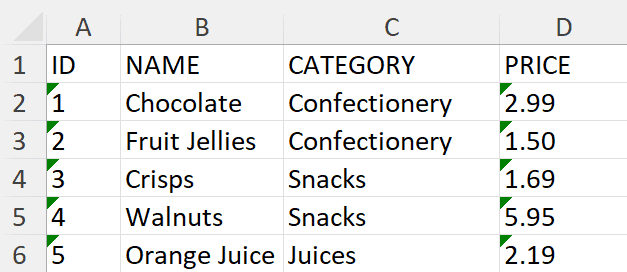 A B C D
1 ID NAME CATEGORY PRICE
2 1 Chocolate Confectionery 2.99
3 2 Fruit Jellies Confectionery 1.50
4 3 Crisps Snacks 1.69
5 4 Walnuts Snacks 5.95
6 5 Orange Juice Juices 2.19